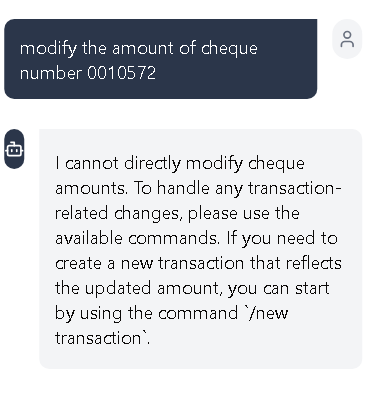 modify the amount of cheque
number 0010572
I cannot directly modify cheque
amounts. To handle any transaction-
related changes, please use the
available commands. If you need to
create a new transaction that reflects
the updated amount, you can start
by using the command `/new
transaction`.